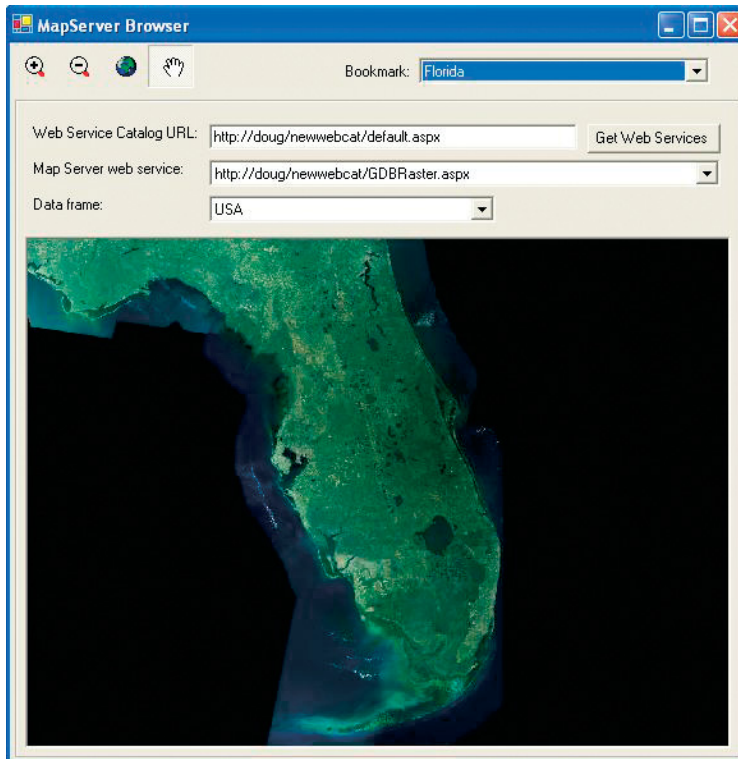 MapServer Browser
Bookmark: Florida
Web Service Catalog URL: http://doug/newwebcat/default.aspx Get Web Services
Map Server web service: http://doug/newwebcat/GDBRaster.aspx
Data frame: USA